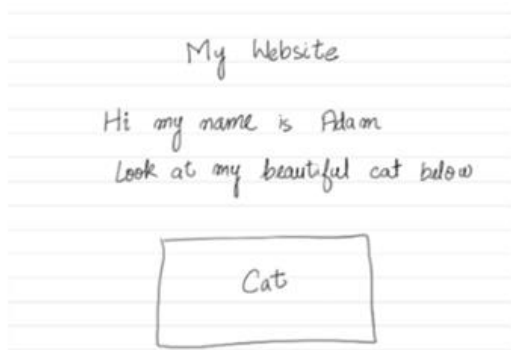 My Website
Hi my name is Adam
Look at my beautiful cat below
Cat